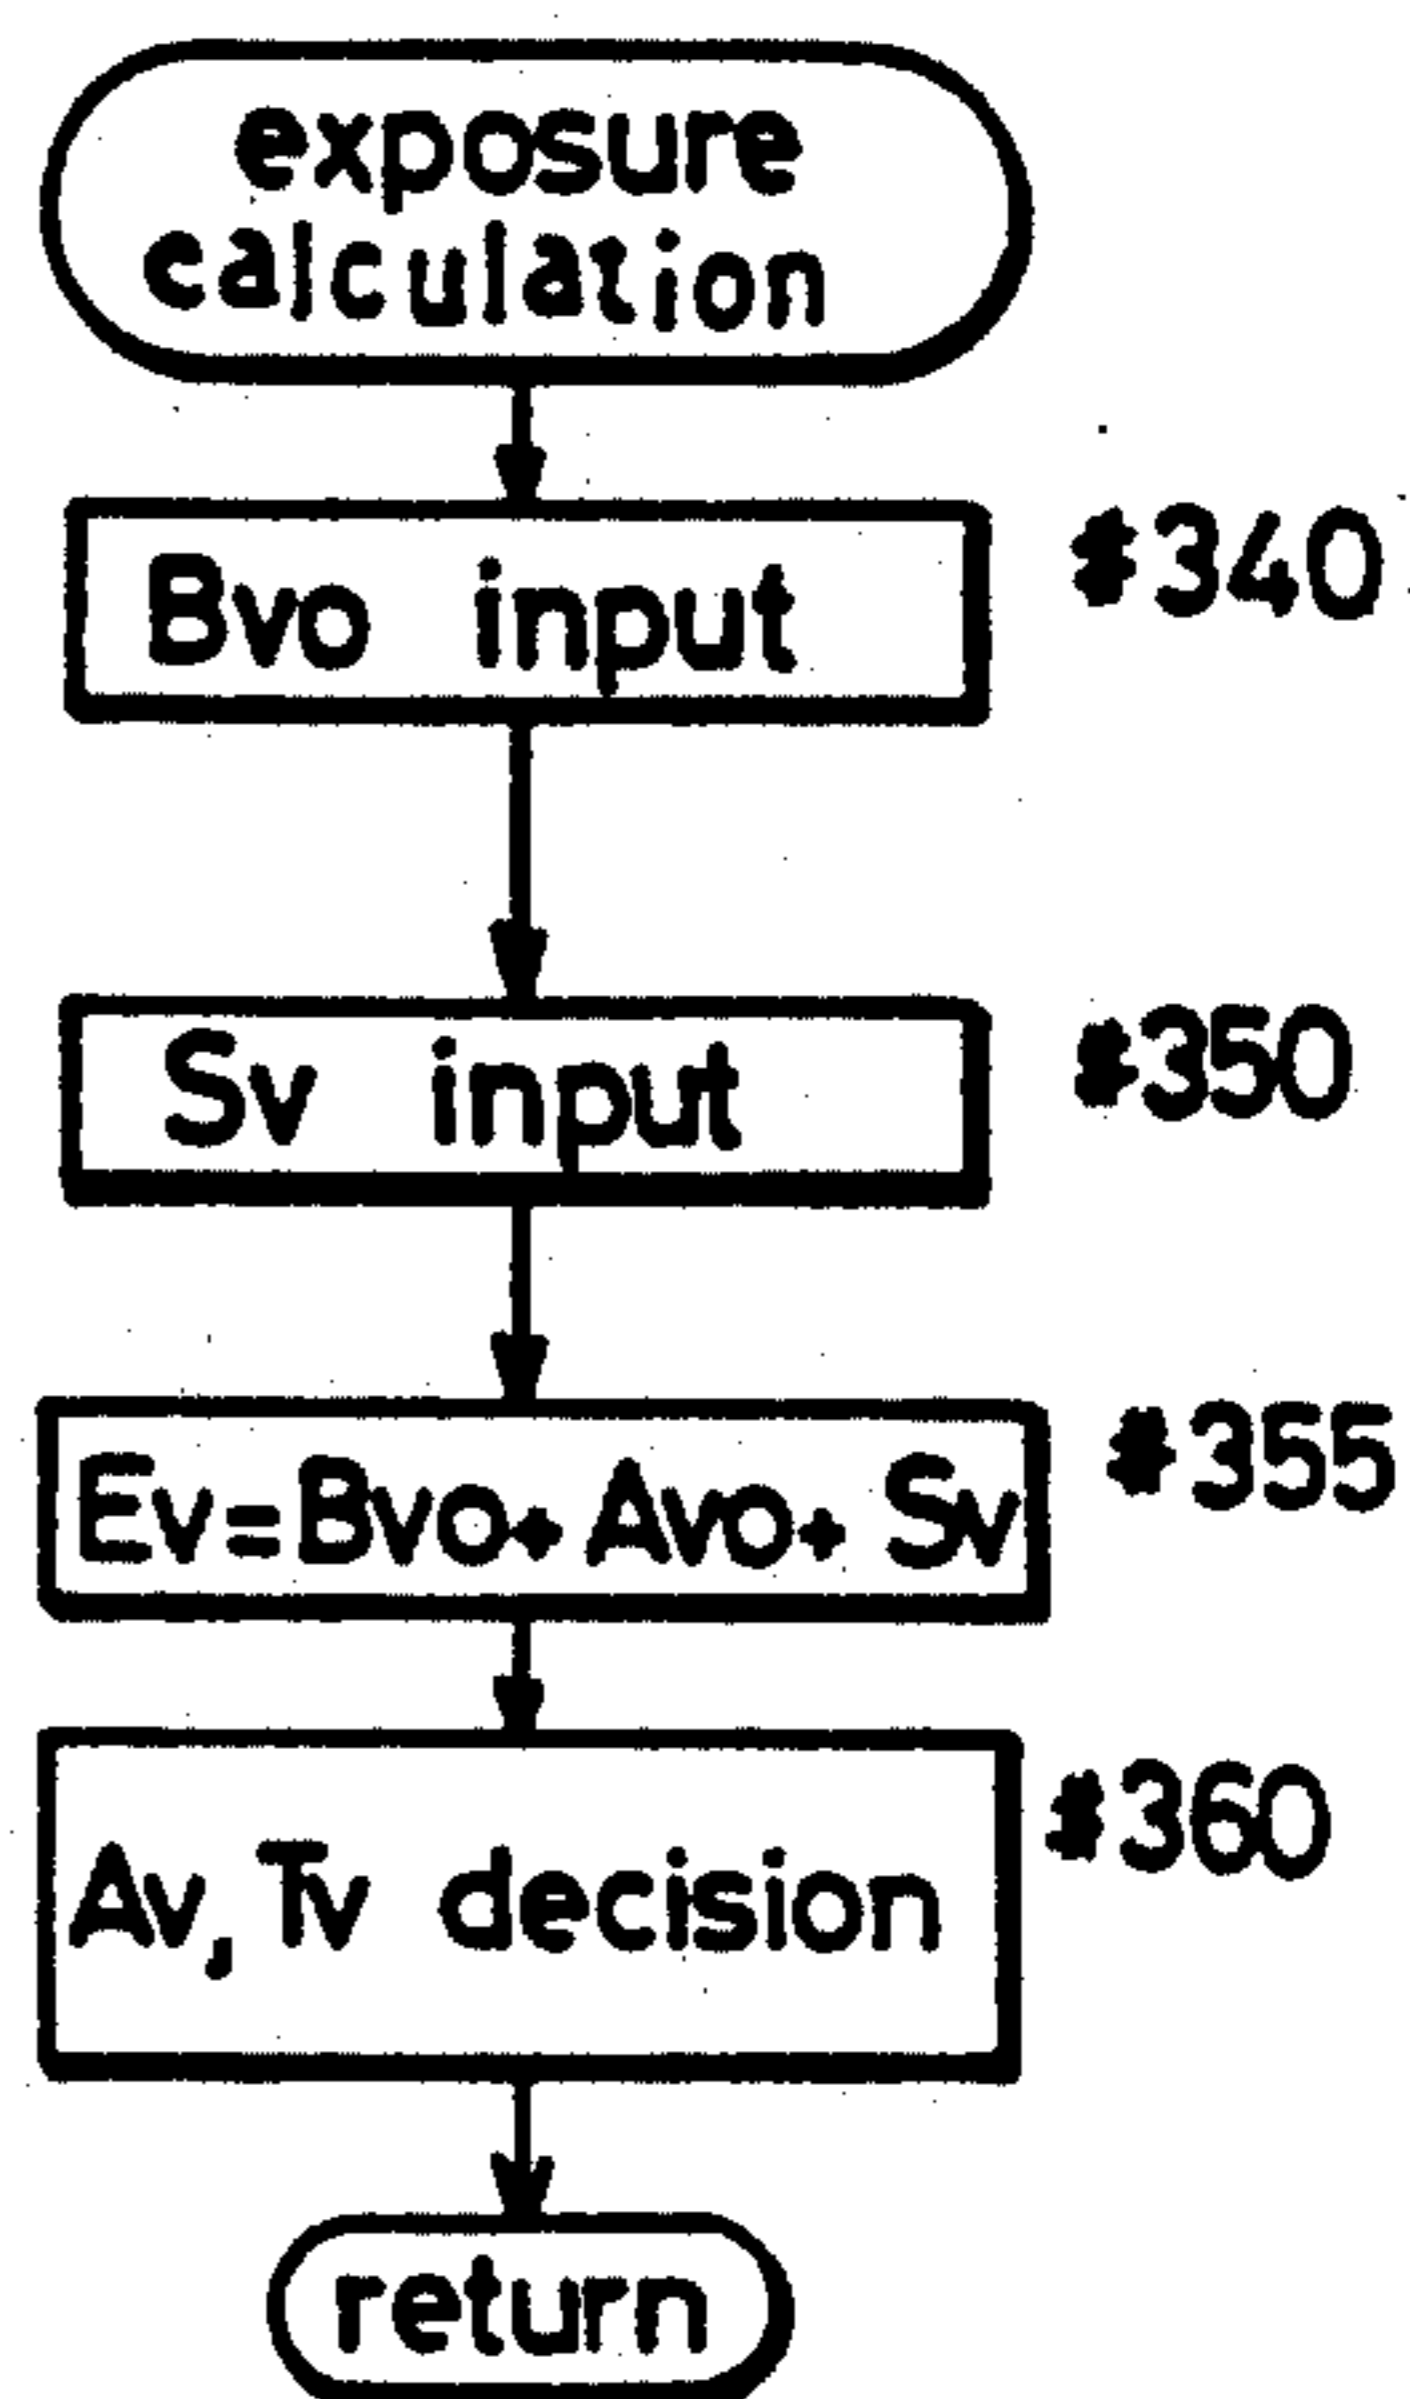 exposure
calculation
Bvo input
#340
Sv input
#350
Ev=Bvo+Avo+Sv
#355
Av,Tv decision
#360
return